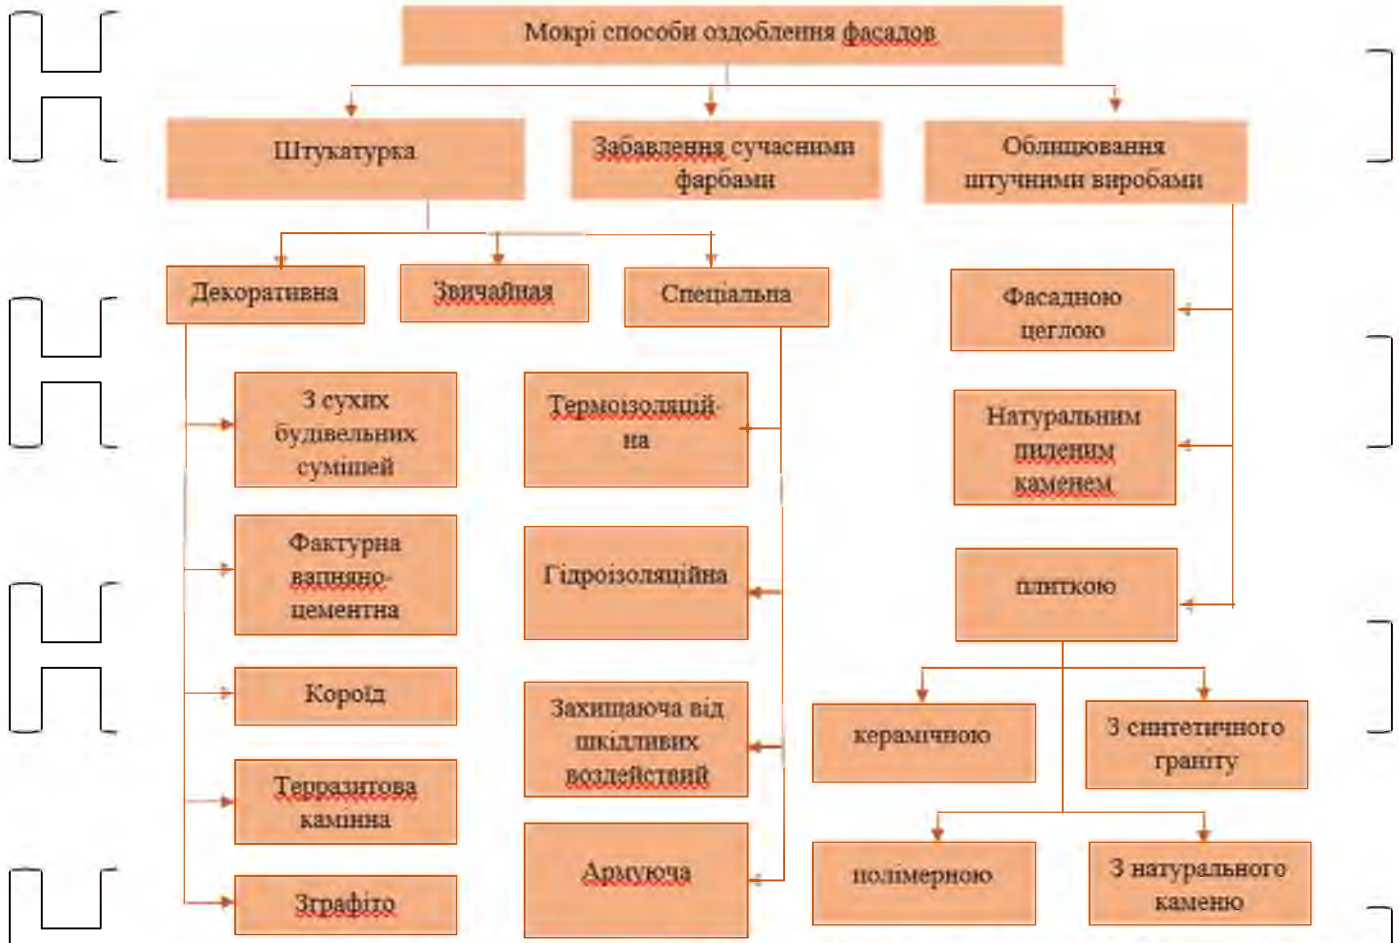 Мокрі способи оздоблення фасадов
Штукатурка
Забавлення сучасними
фарбами
Облицювання
штучними виробами
Декоративна
Звичайная
Спеціальна
З сухих
будівельних
сумішей
Фактурна
вапняно-
цементна
Короїд
Терразитова
камінна
Зграфіто
Термоізоляцій-
на
Гідроізоляційна
Захищаюча від
шкідливих
воздействий
Армуюча
Фасадною
цеглою
Натуральним
пиленим
каменем
плиткою
керамічною
З синтетичного
граніту
полімерною
З натурального
каменю